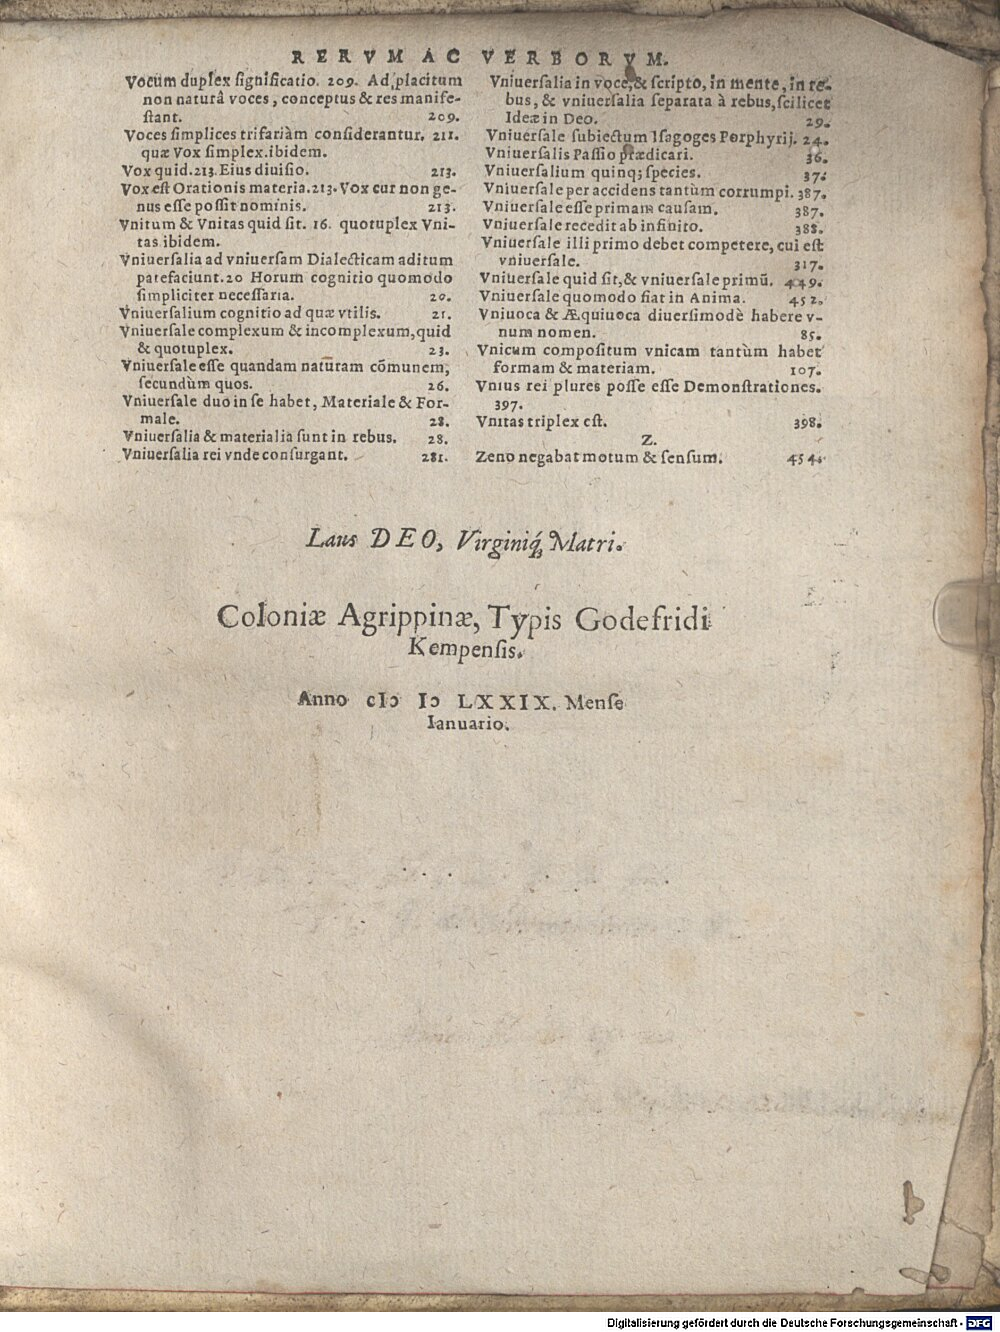 RERVM AC VERBORVM.
Vocum duplex ſignificatio. 209. Ad placitum
non naturâ voces, conceptus & res manife-
ſtant. 209.
Voces ſimplices trifariàm conſiderantur. 211.
quæ Vox ſimplex.ibidem.
Vox quid.213.Eius diuiſio. 213.
Vox eſt Orationis materia.213.Vox cur non ge-
nus eſſe poſſit nominis. 213.
Vnitum & Vnitas quid ſit. 16. quotuplex Vni-
tas ibidem.
Vniuerſalia ad vniuerſam Dialecticam aditum
patefaciunt.20 Horum cognitio quomodo
ſimpliciter neceſſaria. 20.
Vniuerſalium cognitio ad quæ vtilis. 21.
Vniuerſale complexum & incomplexum,quid
& quotuplex. 23.
Vniuerſale eſſe quandam naturam cōmunem,
ſecundùm quos. 26.
Vniuerſale duo in ſe habet, Materiale & For-
male. 28.
Vniuerſalia & materialia ſunt in rebus. 28.
Vniuerſalia rei vnde conſurgant. 281.
Vniuerſalia in voce,& ſcripto, in mente, in re-
bus, & vniuerſalia ſeparata à rebus,ſcilicet
Ideæ in Deo. 29.
Vniuerſale ſubiectum Iſagoges Porphyrij. 24.
Vniuerſalis Paſſio prædicari. 36.
Vniuerſalium quinq; ſpecies. 37.
Vniuerſale per accidens tantùm corrumpi. 387.
Vniuerſale eſſe primam cauſam. 387.
Vniuerſale recedit ab infinito. 388.
Vniuerſale illi primo debet competere, cui eſt
vniuerſale. 317.
Vniuerſale quid ſit,& vniuerſale primū. 449.
Vniuerſale quomodo fiat in Anima. 452.
Vniuoca & Æquiuoca diuerſimodè habere v-
num nomen. 85.
Vnicum compoſitum vnicam tantùm habet
formam & materiam. 107.
Vnius rei plures poſſe eſſe Demonſtrationes.
397.
Vnitas triplex eſt. 398.
Z.
Zeno negabat motum & ſenſum. 454.
Laus DEO, Virginiq́; Matri.
Coloniæ Agrippinæ, Typis Godefridi
Kempenſis.
Anno cIↄ Iↄ LXXIX. Menſe
Ianuario.
Digitalisierung gefördert durch die Deutsche Forschungsgemeinschaft - DFG